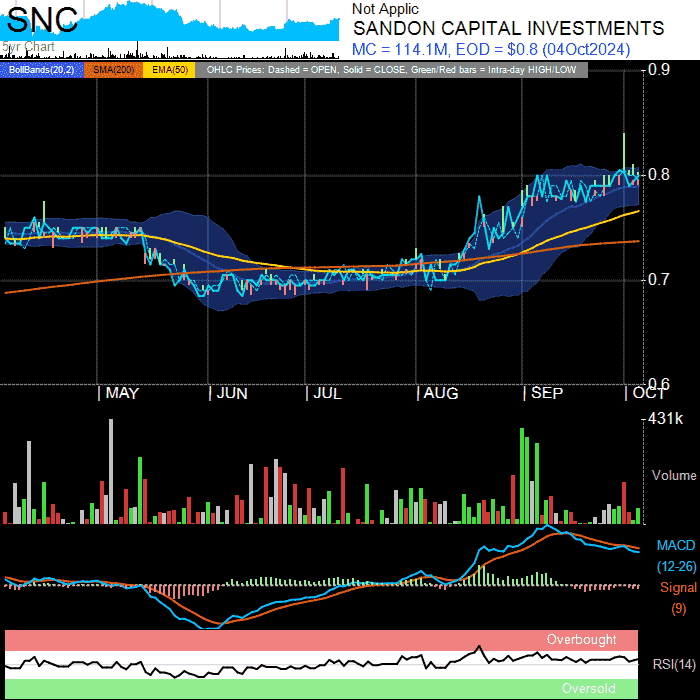 SNC
5yr Chart
Not Applic
SANDON CAPITAL INVESTMENTS
MC = 114.1M, EOD = $0.8 (04Oct2024)
BollBands(20,2) SMA(200) EMA(50) OHLC Prices: Dashed = OPEN, Solid = CLOSE, Green/Red bars = Intra-day HIGH/LOW
0.9
0.8
0.7
0.6
MAY JUN JUL AUG SEP OCT
431k
Volume
MACD
(12-26)
Signal
(9)
Overbought
RSI(14)
Oversold